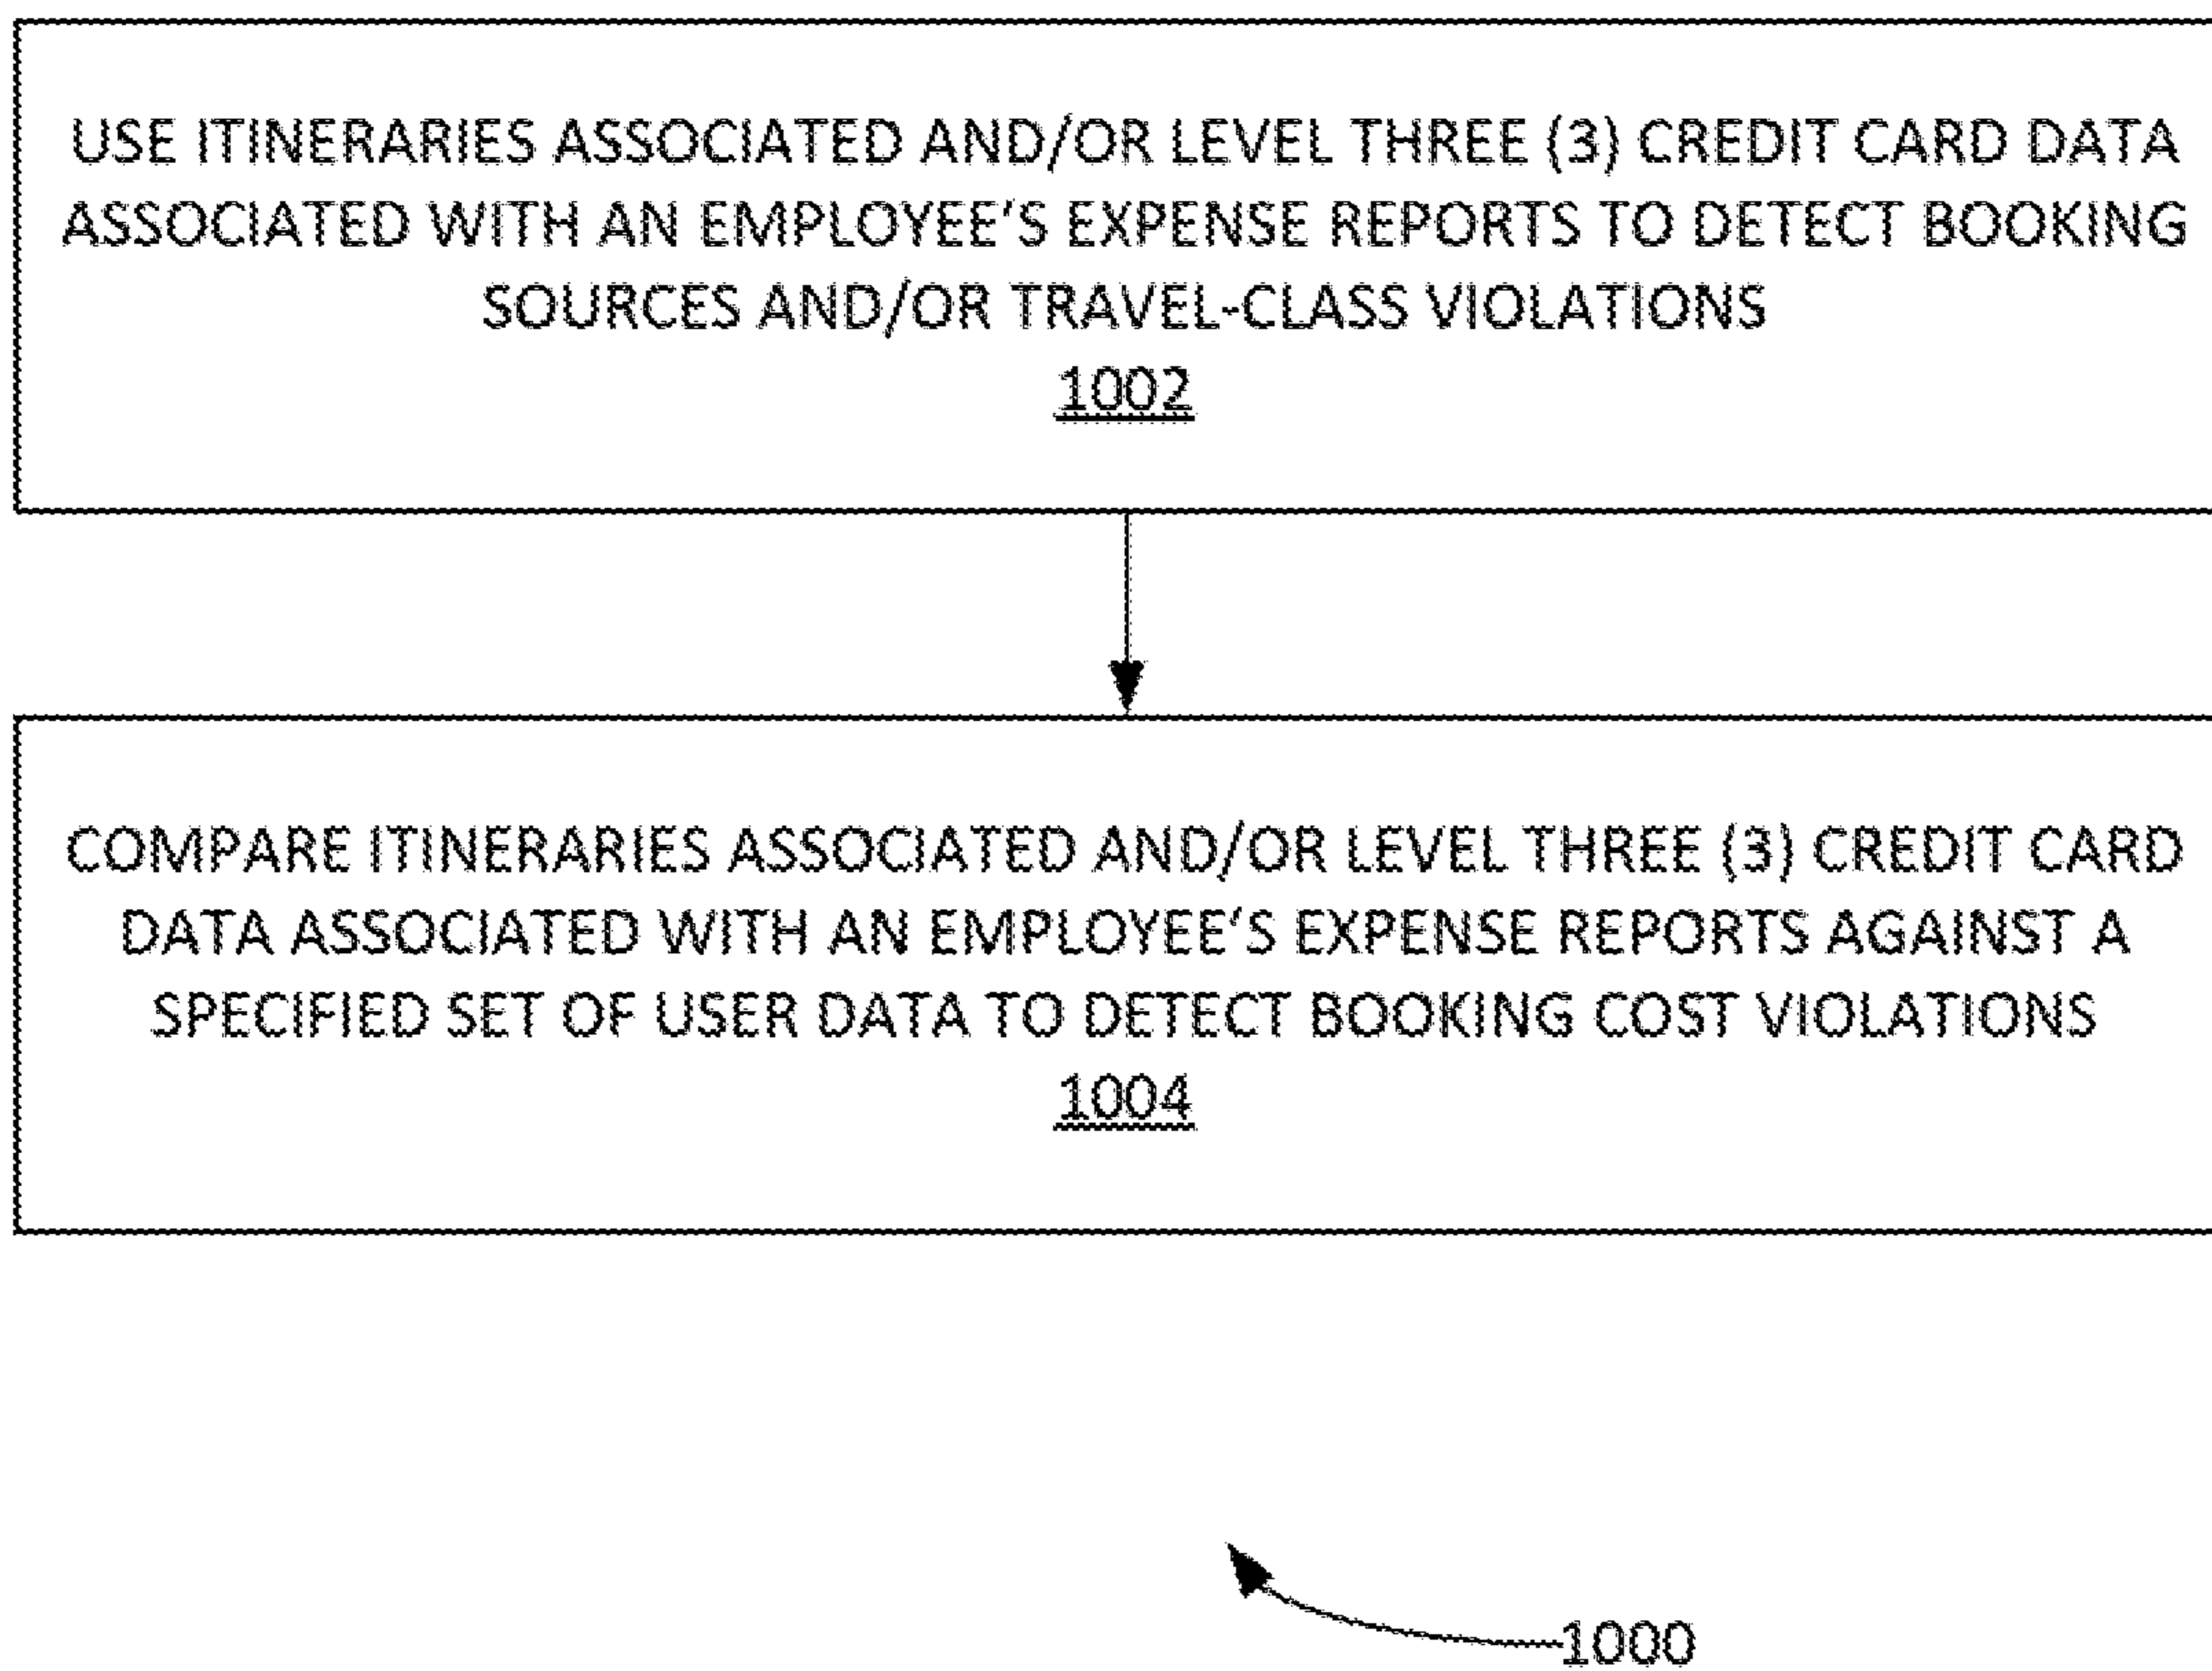 USE ITINERARIES ASSOCIATED AND/OR LEVEL THREE (3) CREDIT CARD DATA
ASSOCIATED WITH AN EMPLOYEE'S EXPENSE REPORTS TO DETECT BOOKING
SOURCES AND/OR TRAVEL-CLASS VIOLATIONS
1002
COMPARE ITINERARIES ASSOCIATED AND/OR LEVEL THREE (3) CREDIT CARD
DATA ASSOCIATED WITH AN EMPLOYEE'S EXPENSE REPORTS AGAINST A
SPECIFIED SET OF USER DATA TO DETECT BOOKING COST VIOLATIONS
1004
1000